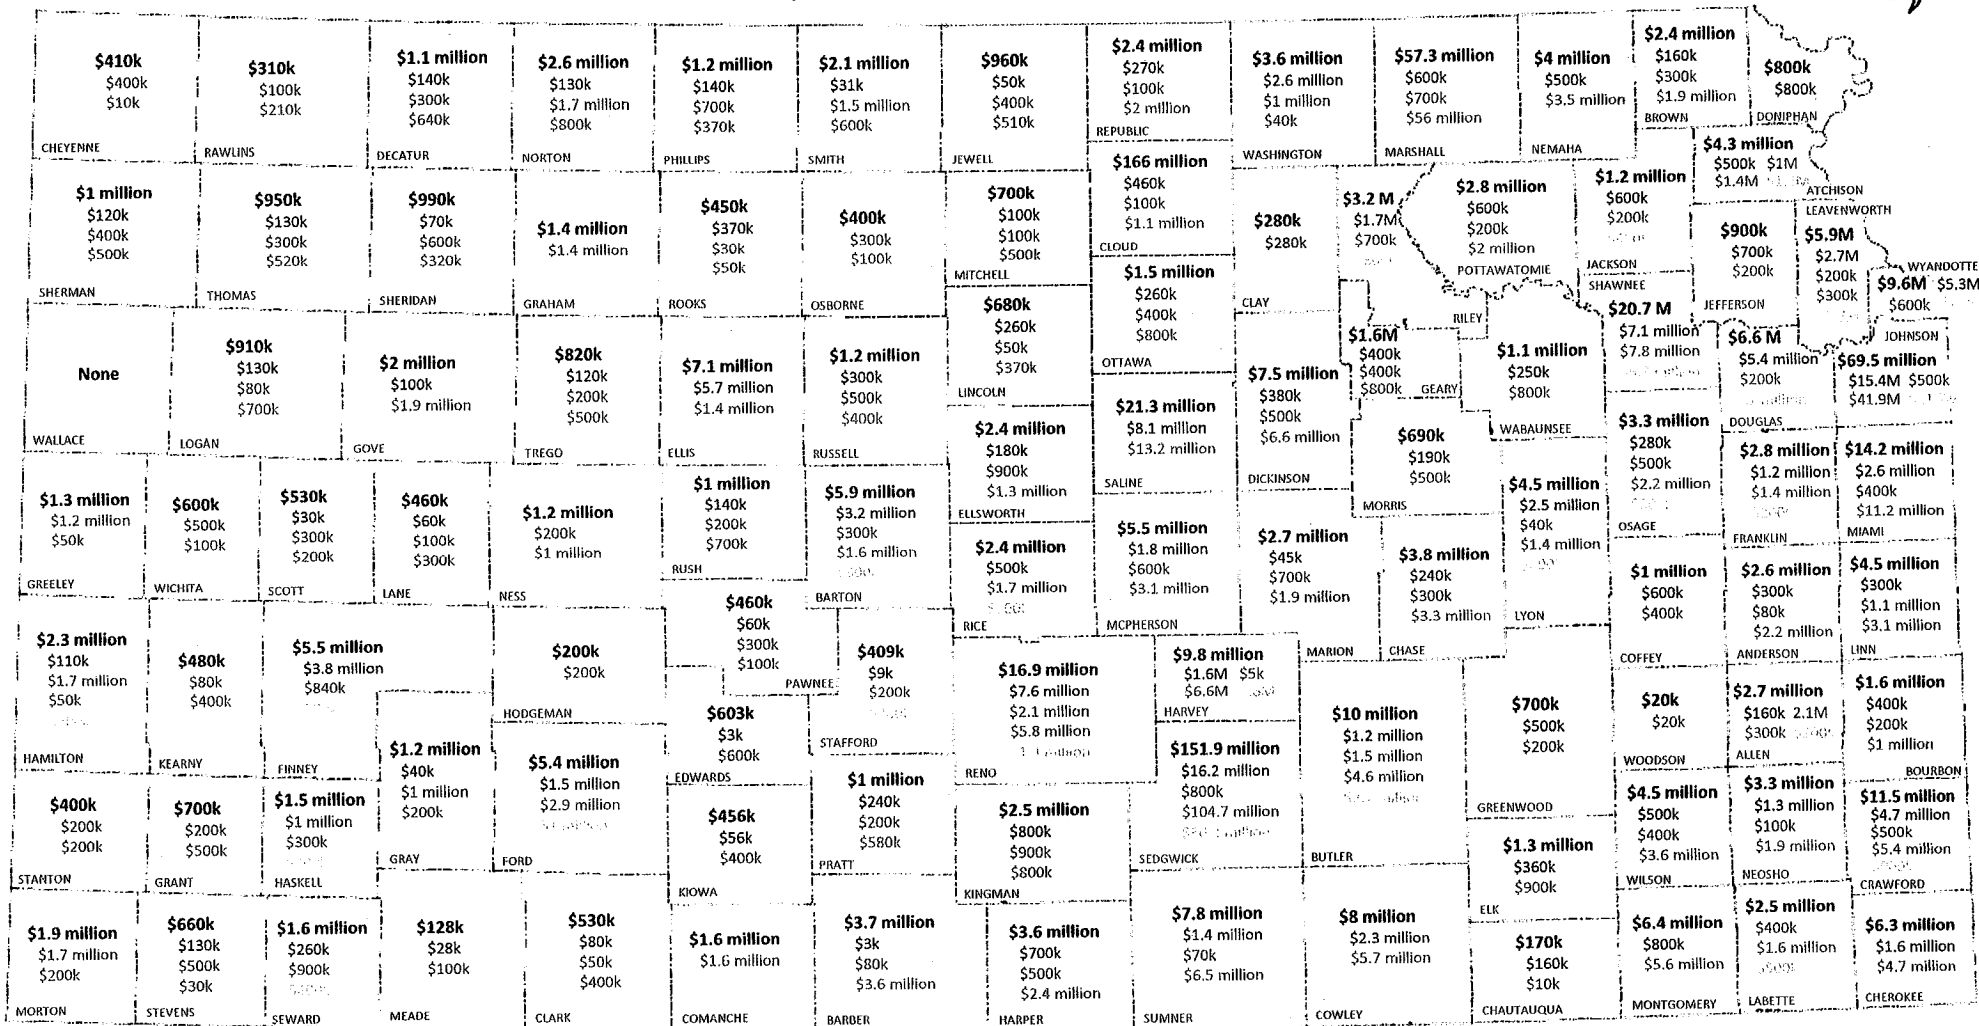 $410k
$400k
$10k
CHEYENNE
$310k
$100k
$210k
RAWLINS
$1.1 million
$140k
$300k
$640k
DECATUR
$2.6 million
$130k
$1.7 million
$800k
NORTON
$1.2 million
$140k
$700k
$370k
PHILLIPS
$2.1 million
$31k
$1.5 million
$600k
SMITH
$960k
$50k
$400k
$510k
JEWELL
$2.4 million
$270k
$100k
$2 million
REPUBLIC
$3.6 million
$2.6 million
$1 million
$40k
WASHINGTON
$57.3 million
$600k
$700k
$56 million
MARSHALL
$4 million
$500k
$3.5 million
NEMAHA
$2.4 million
$160k
$300k
$1.9 million
BROWN
$800k
$800k
DONIPHAN
$1 million
$120k
$400k
$500k
SHERMAN
$950k
$130k
$300k
$520k
THOMAS
$990k
$70k
$600k
$320k
SHERIDAN
$1.4 million
$1.4 million
GRAHAM
$450k
$370k
$30k
$50k
ROOKS
$400k
$300k
$100k
OSBORNE
$700k
$100k
$100k
$500k
MITCHELL
$166 million
$460k
$100k
$1.1 million
CLOUD
$280k
$280k
CLAY
$3.2 M
$1.7M
$700k
RILEY
$2.8 million
$600k
$200k
$2 million
POTTAWATOMIE
$1.2 million
$600k
$200k
JACKSON
$4.3 million
$500k $1M
$1.4M
ATCHISON
$900k
$700k
$200k
JEFFERSON
LEAVENWORTH
$5.9M
$2.7M
$200k
$300k
WYANDOTTE
$9.6M $5.3M
$600k
None
WALLACE
$910k
$130k
$80k
$700k
LOGAN
$2 million
$100k
$1.9 million
GOVE
$820k
$120k
$200k
$500k
TREGO
$7.1 million
$5.7 million
$1.4 million
ELLIS
$1.2 million
$300k
$500k
$400k
RUSSELL
$680k
$260k
$50k
$370k
LINCOLN
$1.5 million
$260k
$400k
$800k
OTTAWA
$21.3 million
$8.1 million
$13.2 million
SALINE
$7.5 million
$380k
$500k
$6.6 million
DICKINSON
$1.6M
$400k
$400k
$800k
GEARY
$1.1 million
$250k
$800k
WABAUNSEE
SHAWNEE
$20.7 M
$7.1 million
$7.8 million
$6.6 M
$5.4 million
$200k
DOUGLAS
JOHNSON
$69.5 million
$15.4M $500k
$41.9M
$1.3 million
$1.2 million
$50k
GREELEY
$600k
$500k
$100k
WICHITA
$530k
$30k
$300k
$200k
SCOTT
$460k
$60k
$100k
$300k
LANE
$1.2 million
$200k
$1 million
NESS
$1 million
$140k
$200k
$700k
RUSH
$5.9 million
$3.2 million
$300k
$1.6 million
BARTON
$2.4 million
$180k
$900k
$1.3 million
ELLSWORTH
$2.4 million
$500k
$1.7 million
RICE
$5.5 million
$1.8 million
$600k
$3.1 million
MCPHERSON
$2.7 million
$45k
$700k
$1.9 million
MARION
$690k
$190k
$500k
MORRIS
$3.8 million
$240k
$300k
$3.3 million
CHASE
$4.5 million
$2.5 million
$40k
$1.4 million
LYON
$3.3 million
$280k
$500k
$2.2 million
OSAGE
$2.8 million
$1.2 million
$1.4 million
FRANKLIN
$14.2 million
$2.6 million
$400k
$11.2 million
MIAMI
$1 million
$600k
$400k
COFFEY
$2.6 million
$300k
$80k
$2.2 million
ANDERSON
$4.5 million
$300k
$1.1 million
$3.1 million
LINN
$2.3 million
$110k
$1.7 million
$50k
HAMILTON
$480k
$80k
$400k
KEARNY
$5.5 million
$3.8 million
$840k
FINNEY
$200k
$200k
HODGEMAN
$460k
$60k
$300k
$100k
PAWNEE
$409k
$9k
$200k
STAFFORD
$603k
$3k
$600k
EDWARDS
$16.9 million
$7.6 million
$2.1 million
$5.8 million
RENO
$9.8 million
$1.6M $5k
$6.6M
HARVEY
$151.9 million
$16.2 million
$800k
$104.7 million
SEDGWICK
$10 million
$1.2 million
$1.5 million
$4.6 million
BUTLER
$700k
$500k
$200k
GREENWOOD
$20k
$20k
WOODSON
$2.7 million
$160k 2.1M
$300k
ALLEN
$1.6 million
$400k
$200k
$1 million
BOURBON
$400k
$200k
$200k
STANTON
$700k
$200k
$500k
GRANT
$1.5 million
$1 million
$300k
HASKELL
$1.2 million
$40k
$1 million
$200k
GRAY
$5.4 million
$1.5 million
$2.9 million
FORD
$456k
$56k
$400k
KIOWA
$1 million
$240k
$200k
$580k
PRATT
$2.5 million
$800k
$900k
$800k
KINGMAN
$1.3 million
$360k
$900k
ELK
$4.5 million
$500k
$400k
$3.6 million
WILSON
$3.3 million
$1.3 million
$100k
$1.9 million
NEOSHO
$11.5 million
$4.7 million
$500k
$5.4 million
CRAWFORD
$1.9 million
$1.7 million
$200k
MORTON
$660k
$130k
$500k
$30k
STEVENS
$1.6 million
$260k
$900k
SEWARD
$128k
$28k
$100k
MEADE
$530k
$80k
$50k
$400k
CLARK
$1.6 million
$1.6 million
COMANCHE
$3.7 million
$3k
$80k
$3.6 million
BARBER
$3.6 million
$700k
$500k
$2.4 million
HARPER
$7.8 million
$1.4 million
$70k
$6.5 million
SUMNER
$8 million
$2.3 million
$5.7 million
COWLEY
$170k
$160k
$10k
CHAUTAUQUA
$6.4 million
$800k
$5.6 million
MONTGOMERY
$2.5 million
$400k
$1.6 million
LABETTE
$6.3 million
$1.6 million
$4.7 million
CHEROKEE